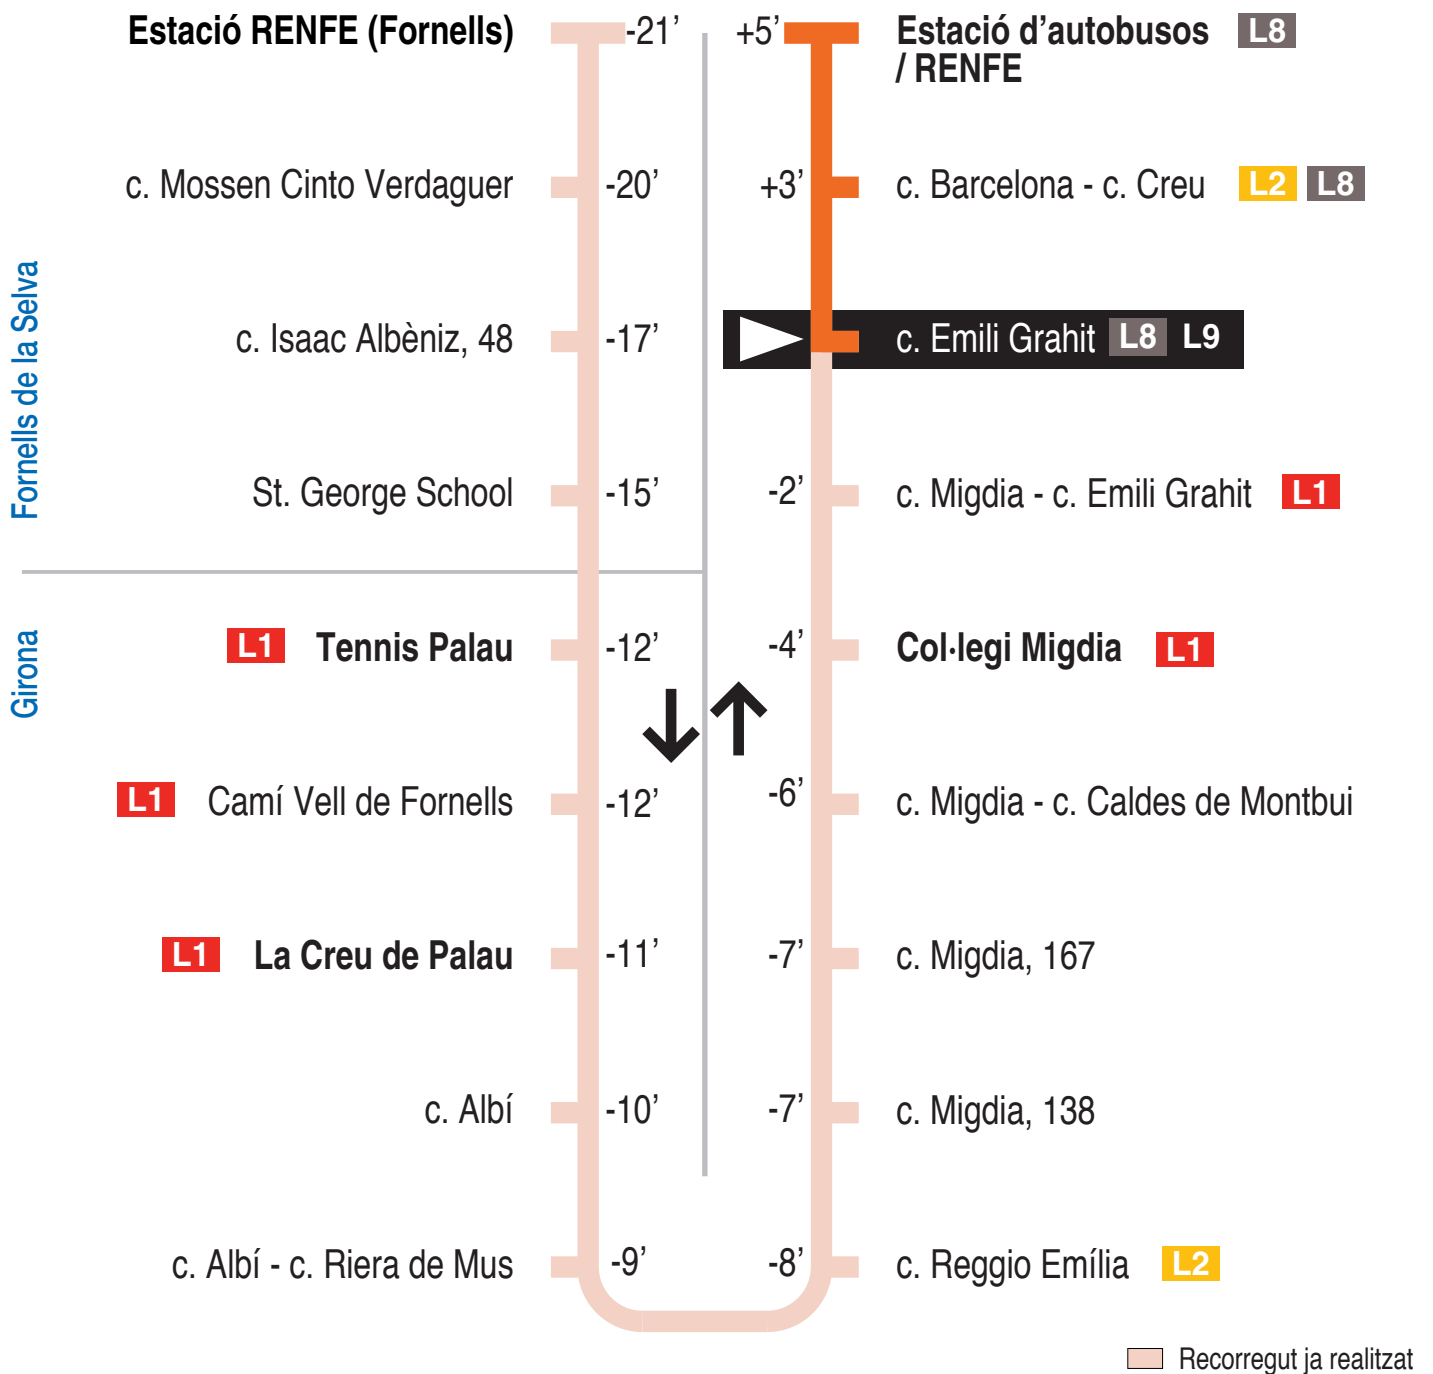 Estació RENFE (Fornells) -21’
c. Mossen Cinto Verdaguer -20’
c. Isaac Albèniz, 48 -17’
St. George School -15’
L1 Tennis Palau -12’
L1 Camí Vell de Fornells -12’
L1 La Creu de Palau -11’
c. Albí -10’
c. Albí - c. Riera de Mus -9’
Fornells de la Selva
Girona
+5’ Estació d’autobusos L8
/ RENFE
+3’ c. Barcelona - c. Creu L2 L8
c. Emili Grahit L8 L9
-2’ c. Migdia - c. Emili Grahit L1
-4’ Col·legi Migdia L1
-6’ c. Migdia - c. Caldes de Montbui
-7’ c. Migdia, 167
-7’ c. Migdia, 138
-8’ c. Reggio Emília L2
Recorregut ja realitzat